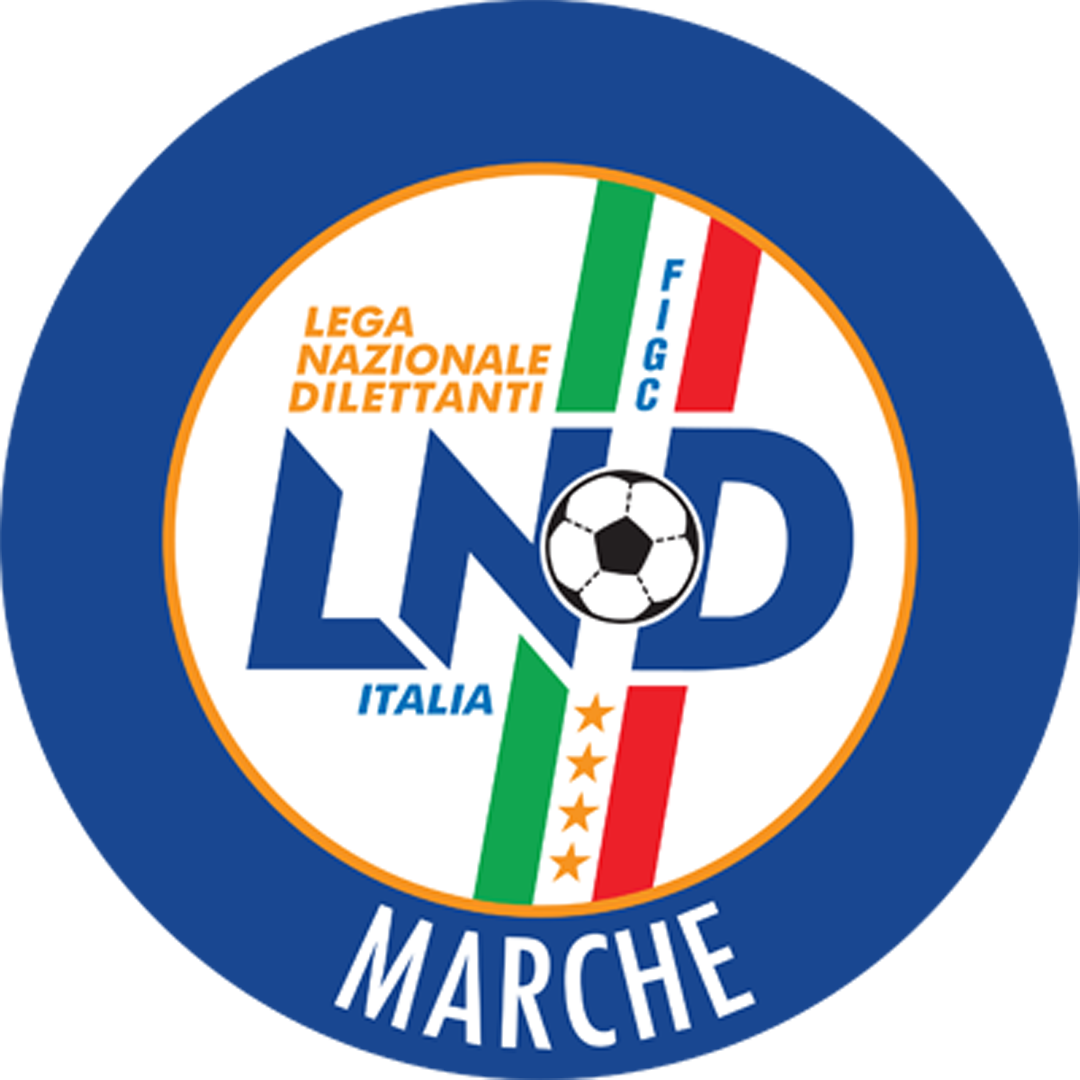 LEGA
NAZIONALE
DILETTANTI
FIGC
LND
ITALIA
MARCHE